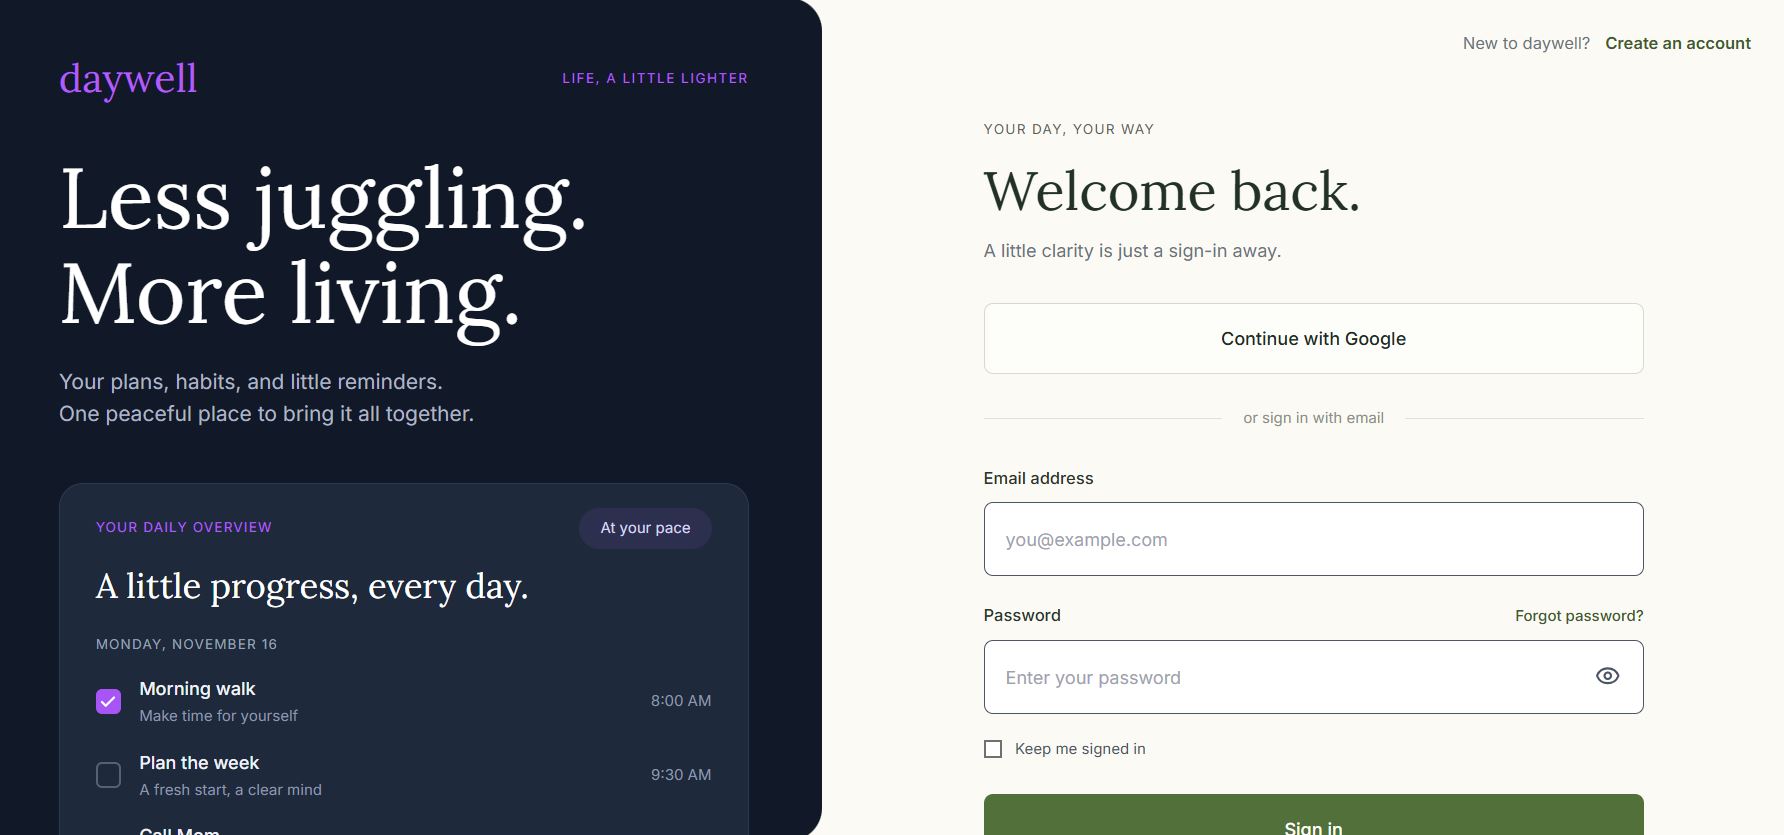 daywell
LIFE, A LITTLE LIGHTER
Less juggling.
More living.
Your plans, habits, and little reminders.
One peaceful place to bring it all together.
YOUR DAILY OVERVIEW
At your pace
A little progress, every day.
MONDAY, NOVEMBER 16
Morning walk
Make time for yourself
8:00 AM
Plan the week
A fresh start, a clear mind
9:30 AM
Call Mom
New to daywell? Create an account
YOUR DAY, YOUR WAY
Welcome back.
A little clarity is just a sign-in away.
Continue with Google
or sign in with email
Email address
you@example.com
Password
Forgot password?
Enter your password
Keep me signed in
Sign in